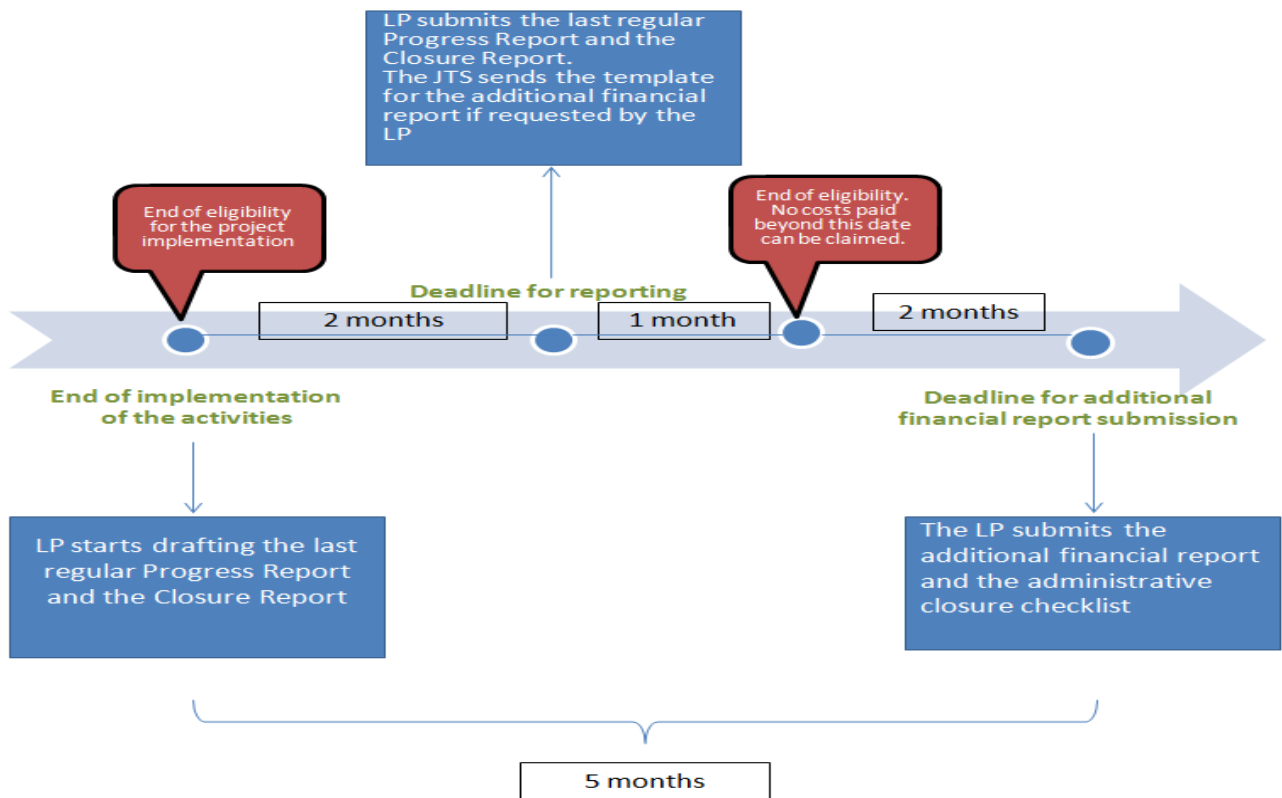 LP submits the last regular
Progress Report and the
Closure Report.
The JTS sends the template
for the additional financial
report if requested by the
LP
End of eligibility
for the project
implementation
End of eligibility.
No costs paid
beyond this date
can be claimed.
Deadline for reporting
2 months
1 month
2 months
End of implementation
of the activities
Deadline for additional
financial report submission
LP starts drafting the last
regular Progress Report
and the Closure Report
The LP submits the
additional financial report
and the administrative
closure checklist
5 months